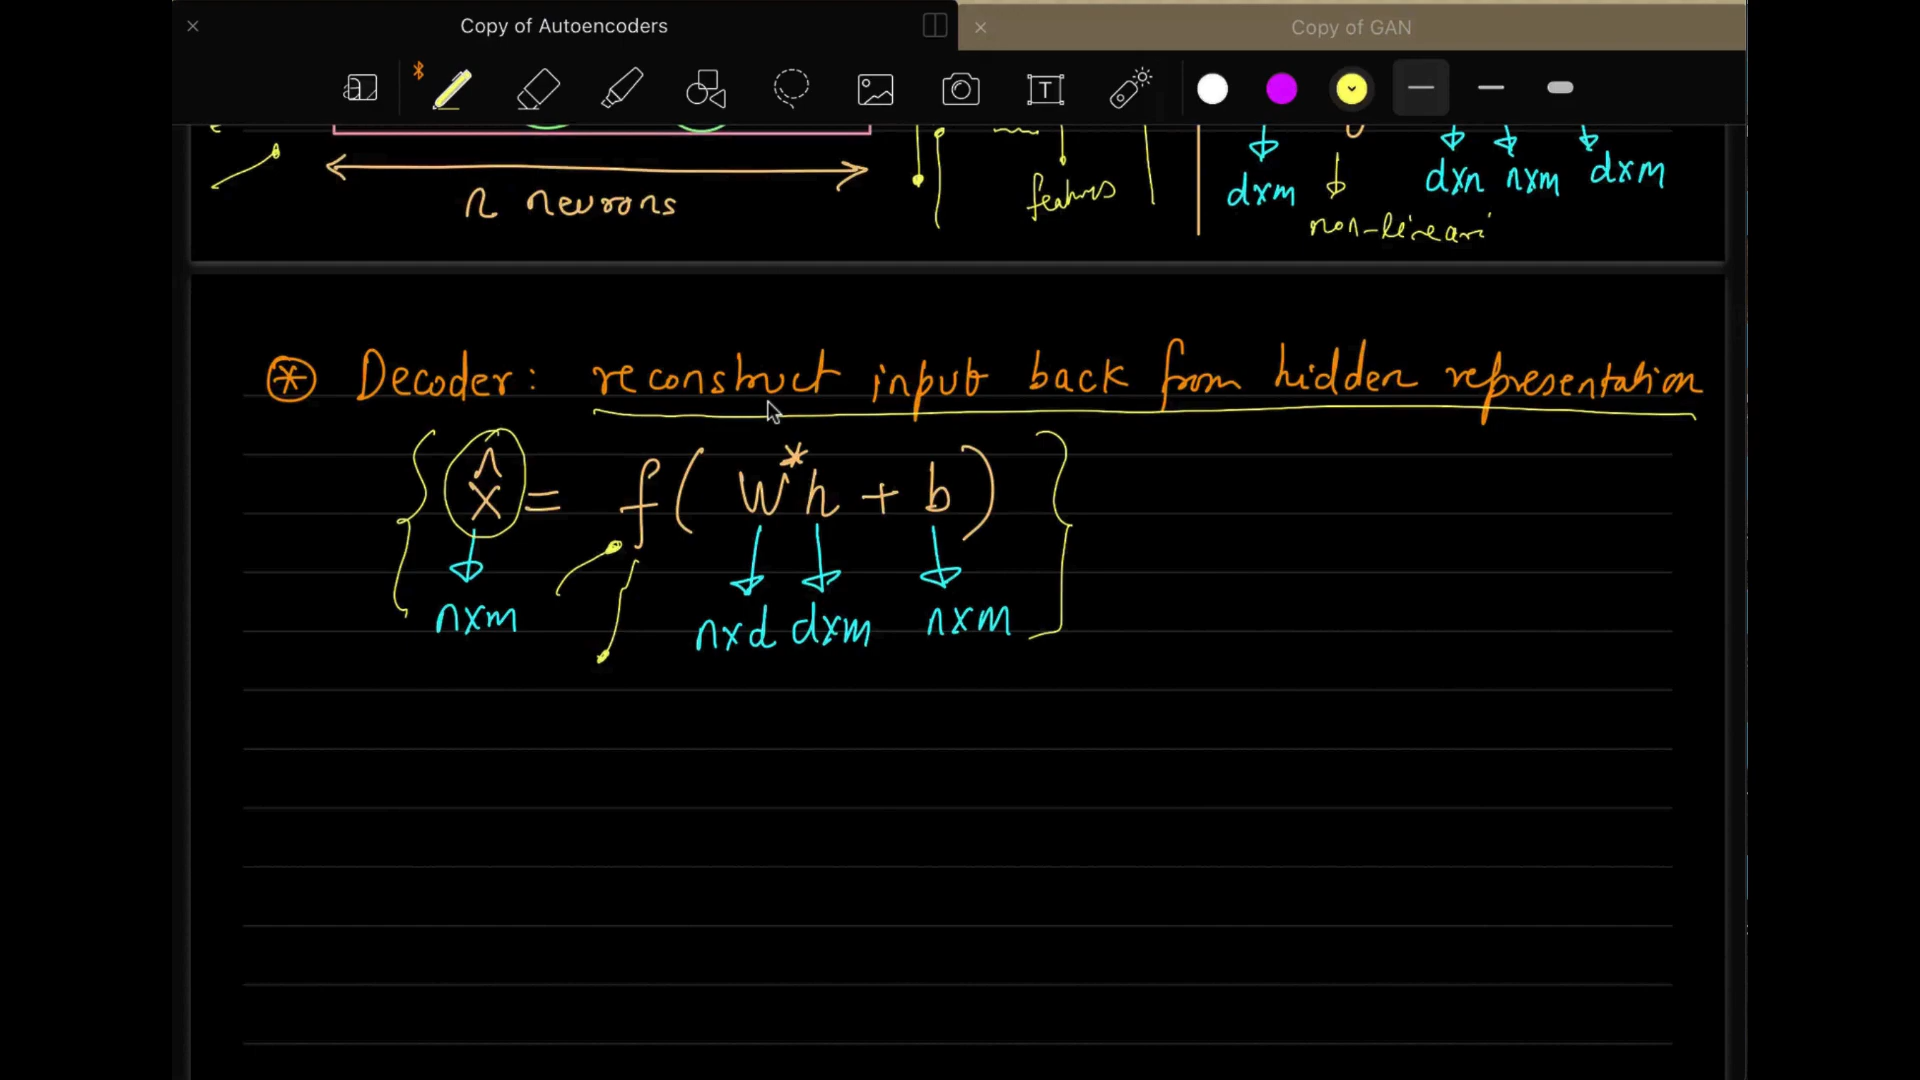 Copy of Autoencoders
Copy of GAN
T
n neurons
features
dxm
non-lineari
dxn nxm dxm
* Decoder: reconstruct input back from hidden representation
X̂ = f( W*h + b )
nxm nxd dxm nxm